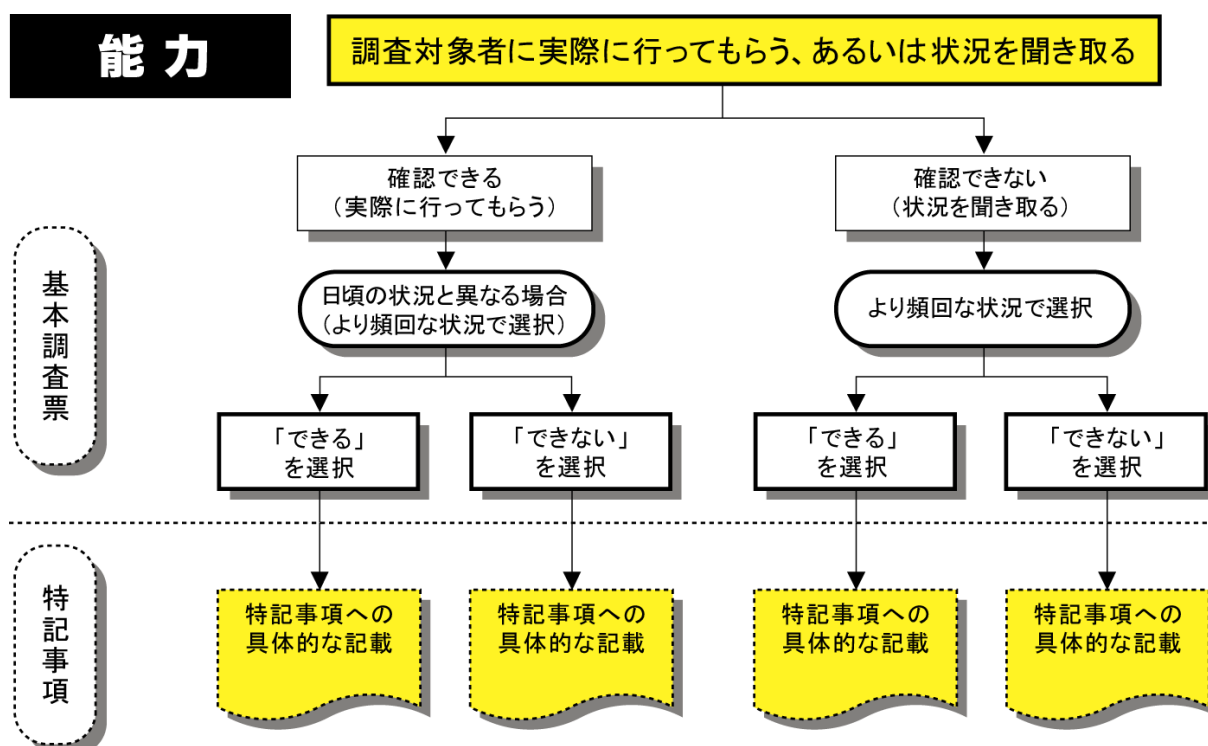 能力
調査対象者に実際に行ってもらう、あるいは状況を聞き取る
確認できる
（実際に行ってもらう）
確認できない
（状況を聞き取る）
基本調査票
日頃の状況と異なる場合
（より頻回な状況で選択）
より頻回な状況で選択
「できる」
を選択
「できない」
を選択
「できる」
を選択
「できない」
を選択
特記事項
特記事項への
具体的な記載
特記事項への
具体的な記載
特記事項への
具体的な記載
特記事項への
具体的な記載